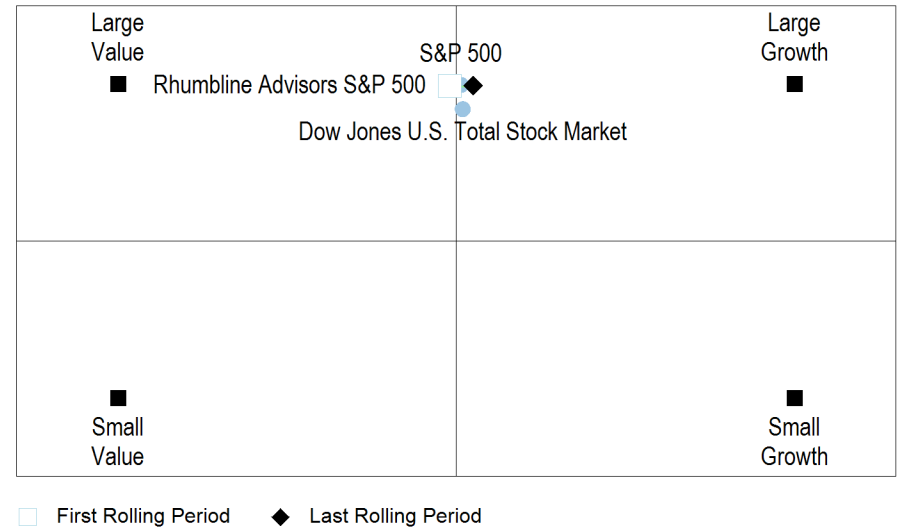 Large
Value
Large
Growth
S&P 500
Rhumbline Advisors S&P 500
Dow Jones U.S. Total Stock Market
Small
Value
Small
Growth
First Rolling Period
Last Rolling Period